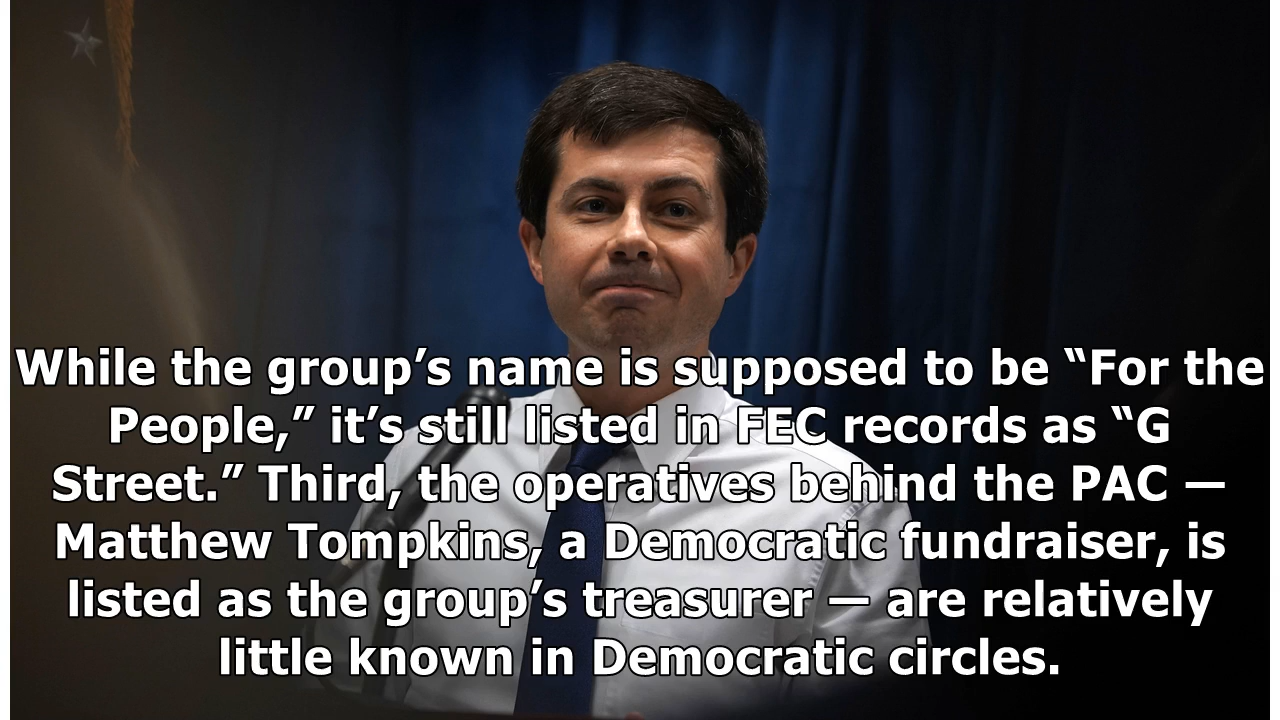 While the group’s name is supposed to be “For the
People,” it’s still listed in FEC records as “G
Street.” Third, the operatives behind the PAC —
Matthew Tompkins, a Democratic fundraiser, is
listed as the group’s treasurer — are relatively
little known in Democratic circles.